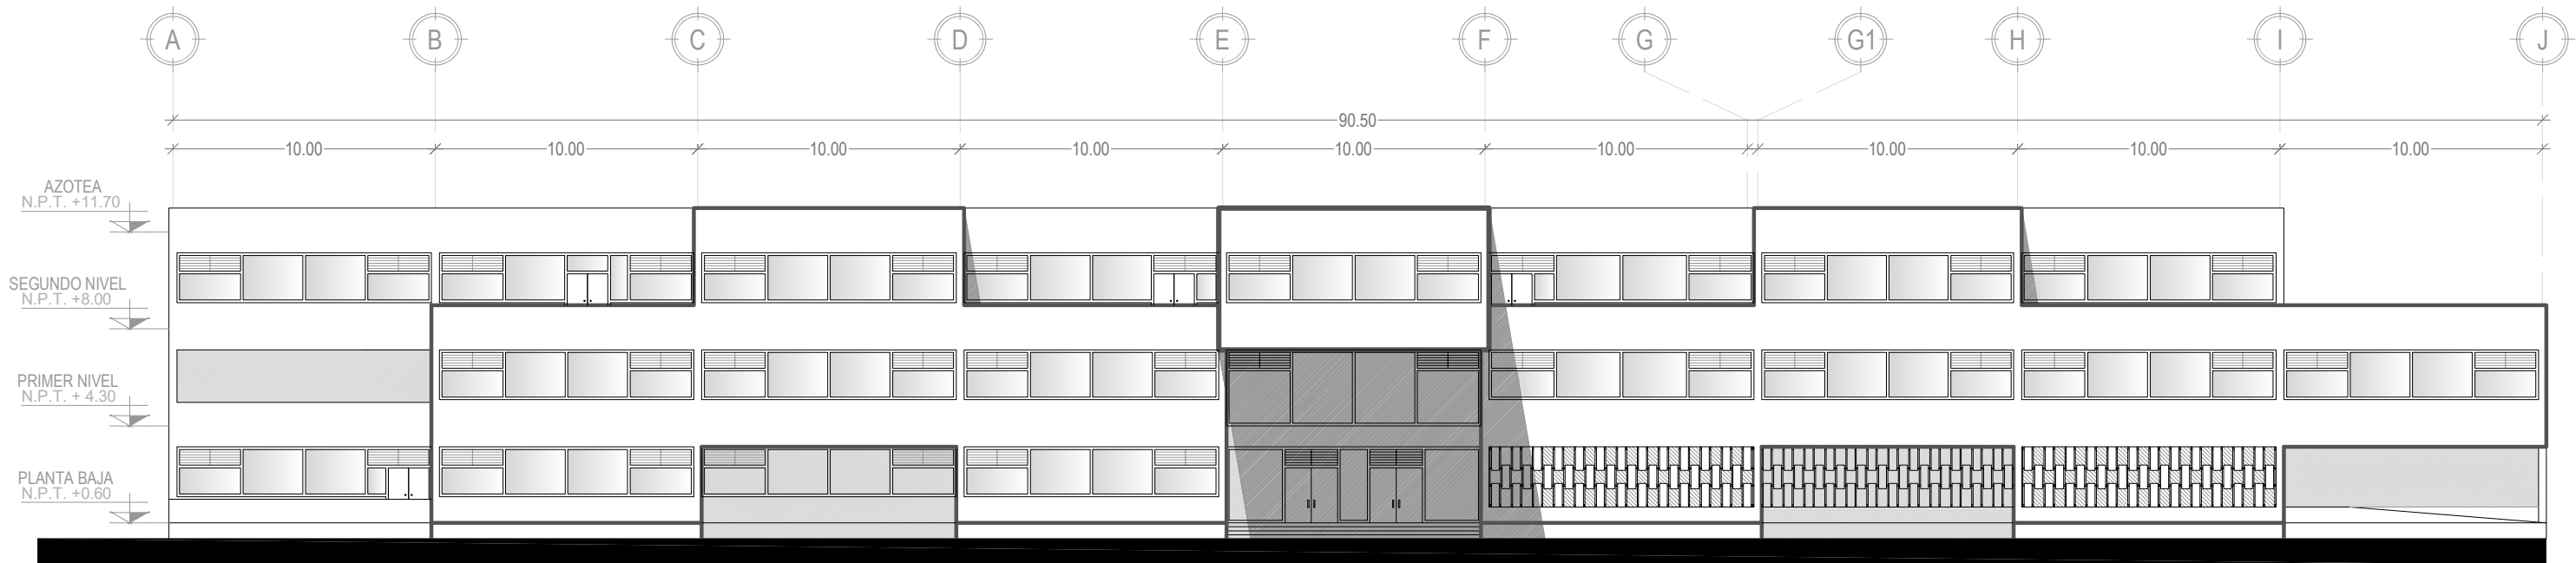 A B C D E F G G1 H I J
90.50
10.00 10.00 10.00 10.00 10.00 10.00 10.00 10.00 10.00
AZOTEA
N.P.T. +11.70
SEGUNDO NIVEL
N.P.T. +8.00
PRIMER NIVEL
N.P.T. + 4.30
PLANTA BAJA
N.P.T. +0.60